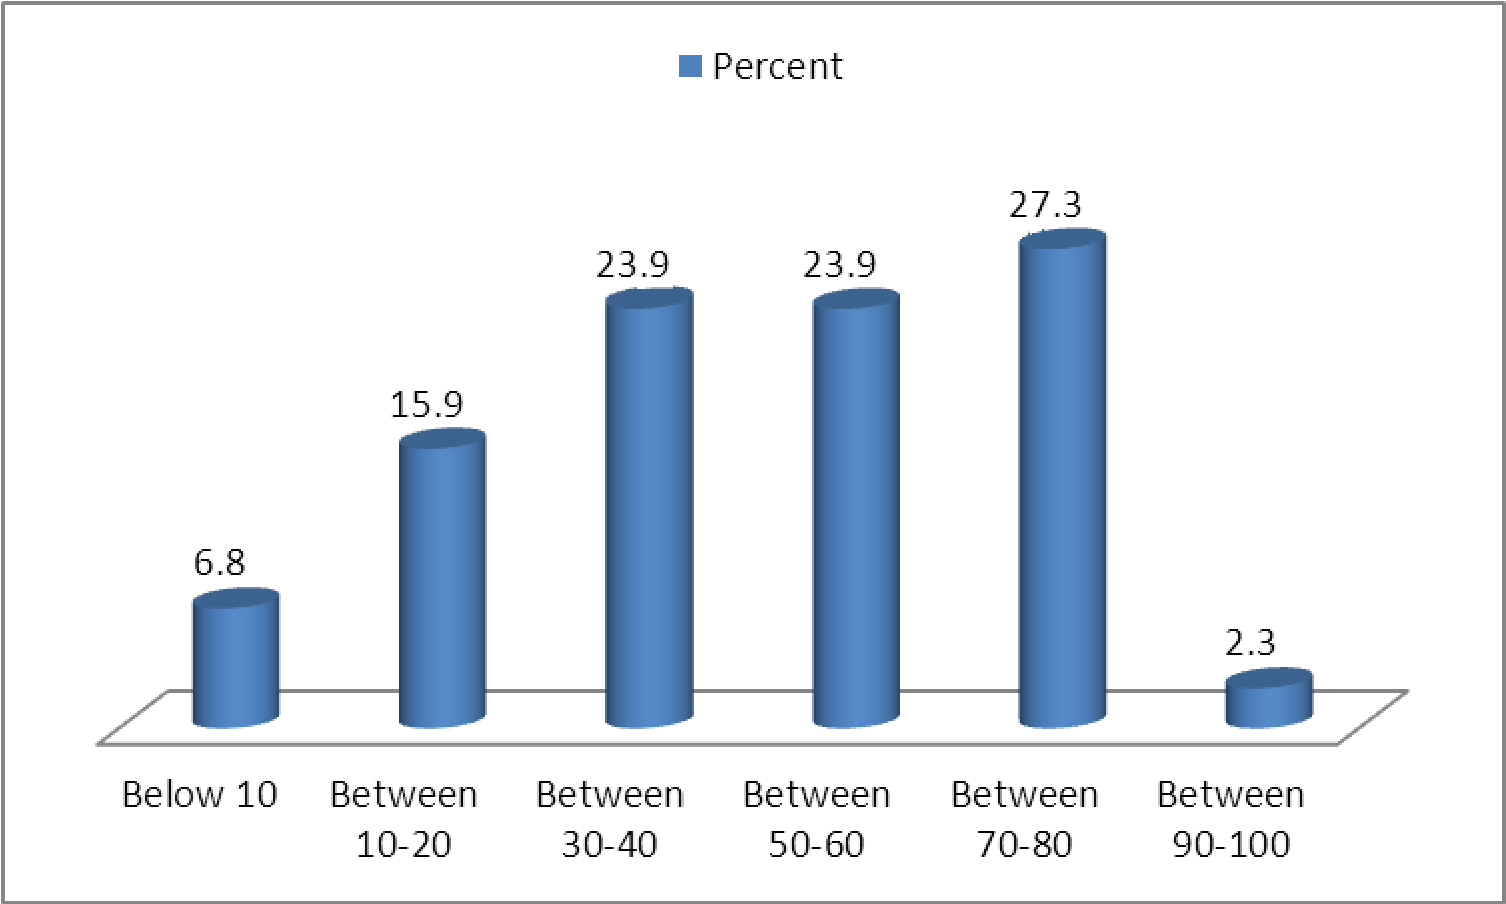 Percent
27.3
23.9
23.9
15.9
6.8
2.3
Below 10
Between
10-20
Between
30-40
Between
50-60
Between
70-80
Between
90-100